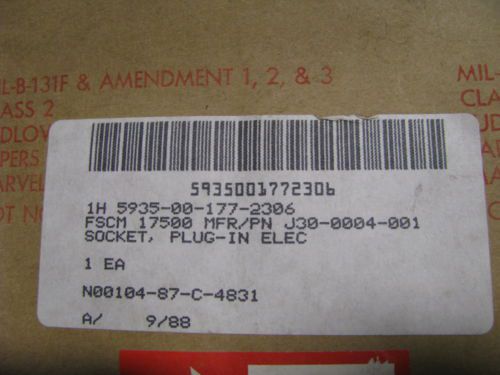 & AMENDMENT 1, 2, & 3
MIL-
CLA
5935001772306
1H 5935-00-177-2306
FSCM 17500 MFR/PN J30-0004-001
SOCKET, PLUG-IN ELEC
1 EA
N00104-87-C-4831
A/ 9/88